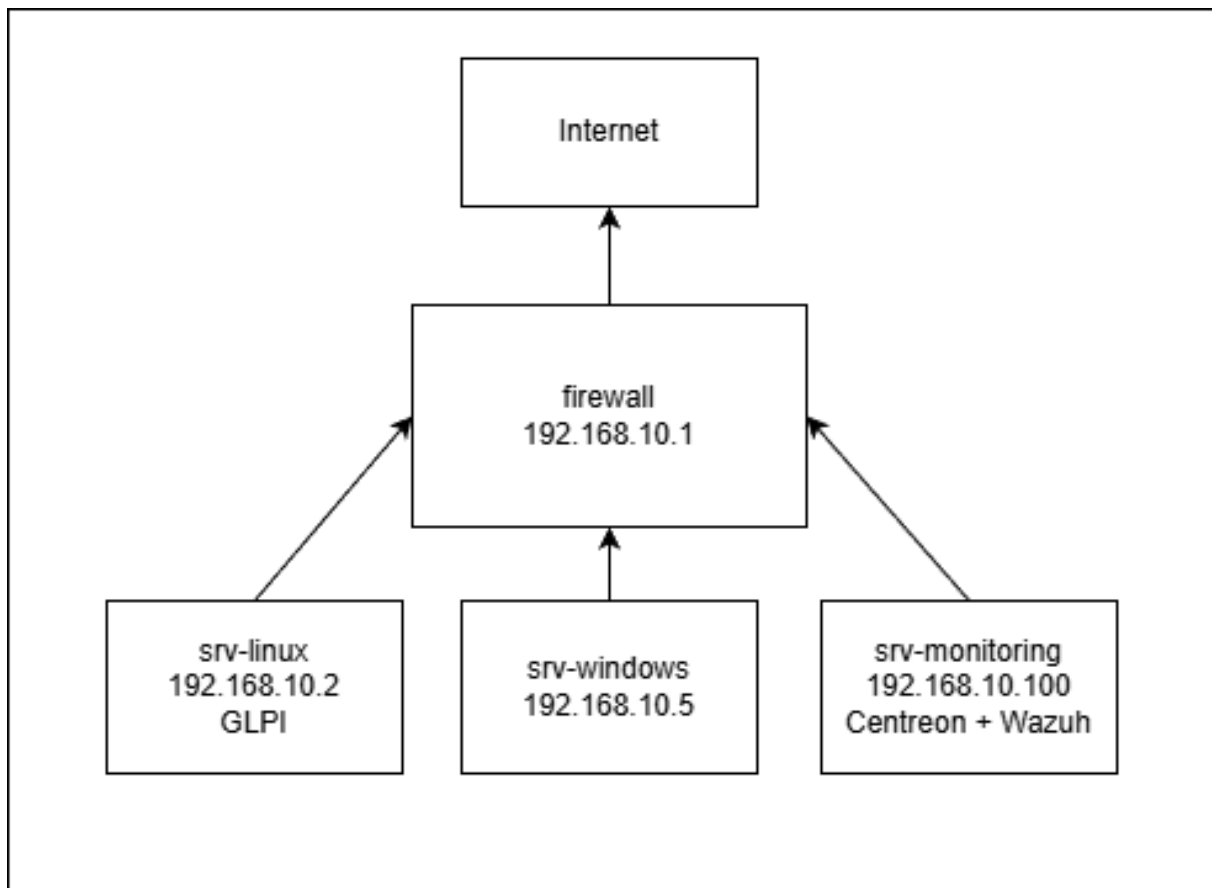 Internet
firewall
192.168.10.1
srv-linux
192.168.10.2
GLPI
srv-windows
192.168.10.5
srv-monitoring
192.168.10.100
Centreon + Wazuh